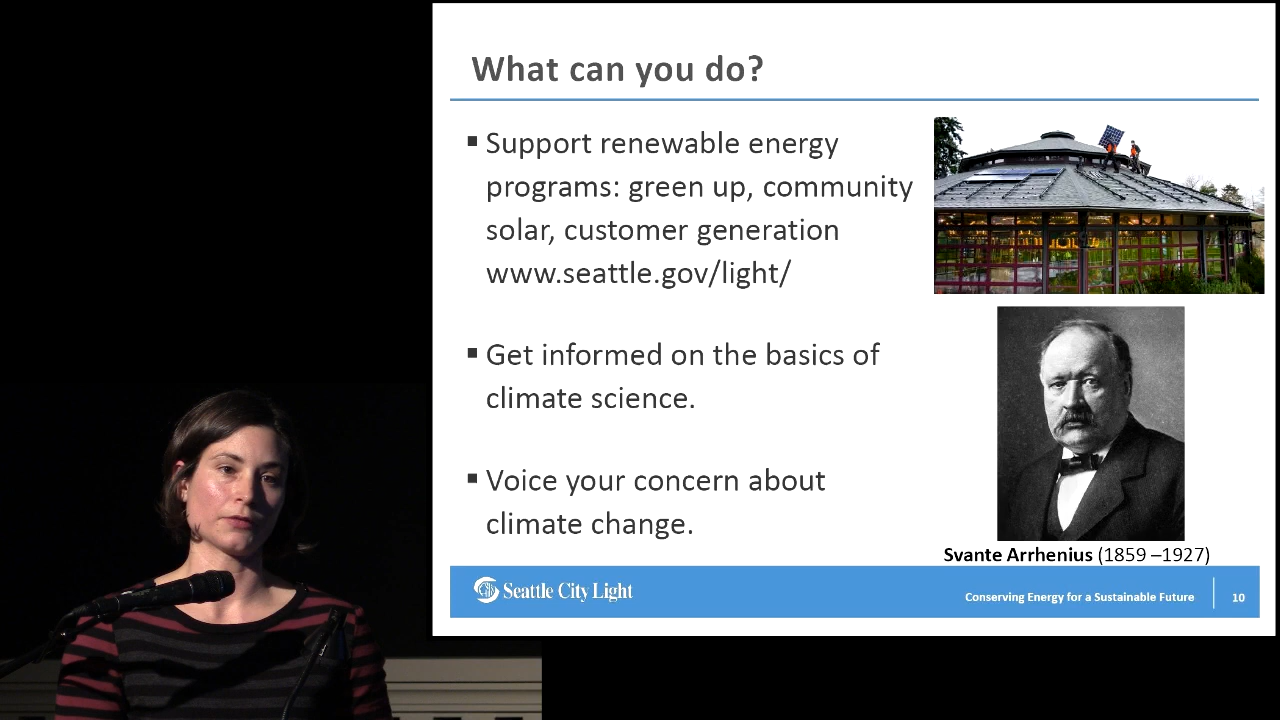 What can you do?
▪ Support renewable energy
programs: green up, community
solar, customer generation
www.seattle.gov/light/
▪ Get informed on the basics of
climate science.
▪ Voice your concern about
climate change.
Svante Arrhenius (1859 –1927)
Seattle City Light
Conserving Energy for a Sustainable Future
10